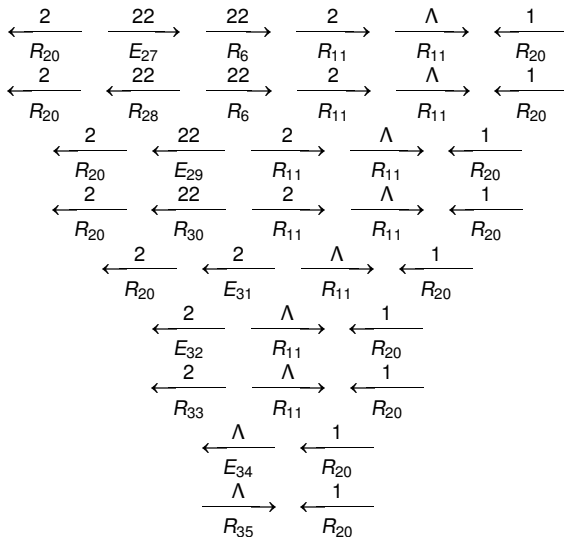 2 22 22 2 Λ 1
R20 E27 R6 R11 R11 R20
2 22 22 2 Λ 1
R20 R28 R6 R11 R11 R20
2 22 2 Λ 1
R20 E29 R11 R11 R20
2 22 2 Λ 1
R20 R30 R11 R11 R20
2 2 Λ 1
R20 E31 R11 R20
2 Λ 1
E32 R11 R20
2 Λ 1
R33 R11 R20
Λ 1
E34 R20
Λ 1
R35 R20